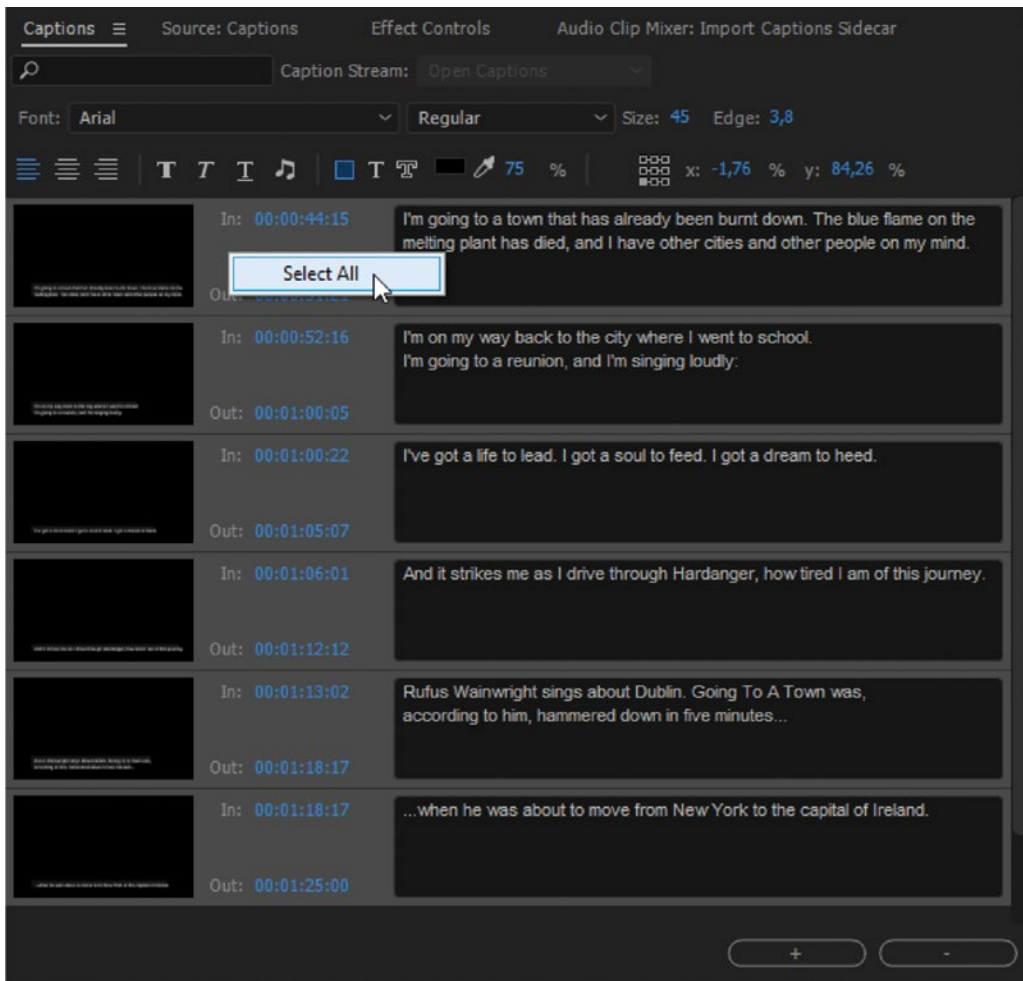 Captions
Source: Captions
Effect Controls
Audio Clip Mixer: Import Captions Sidecar
Caption Stream: Open Captions
Font: Arial
Regular
Size: 45
Edge: 3,8
T T T T T
75 %
x: -1,76 % y: 84,26 %
In: 00:00:44:15
I'm going to a town that has already been burnt down. The blue flame on the
melting plant has died, and I have other cities and other people on my mind.
Select All
In: 00:00:52:16
I'm on my way back to the city where I went to school.
I'm going to a reunion, and I'm singing loudly:
Out: 00:01:00:05
In: 00:01:00:22
I've got a life to lead. I got a soul to feed. I got a dream to heed.
Out: 00:01:05:07
In: 00:01:06:01
And it strikes me as I drive through Hardanger, how tired I am of this journey.
Out: 00:01:12:12
In: 00:01:13:02
Rufus Wainwright sings about Dublin. Going To A Town was,
according to him, hammered down in five minutes...
Out: 00:01:18:17
In: 00:01:18:17
...when he was about to move from New York to the capital of Ireland.
Out: 00:01:25:00
+
-